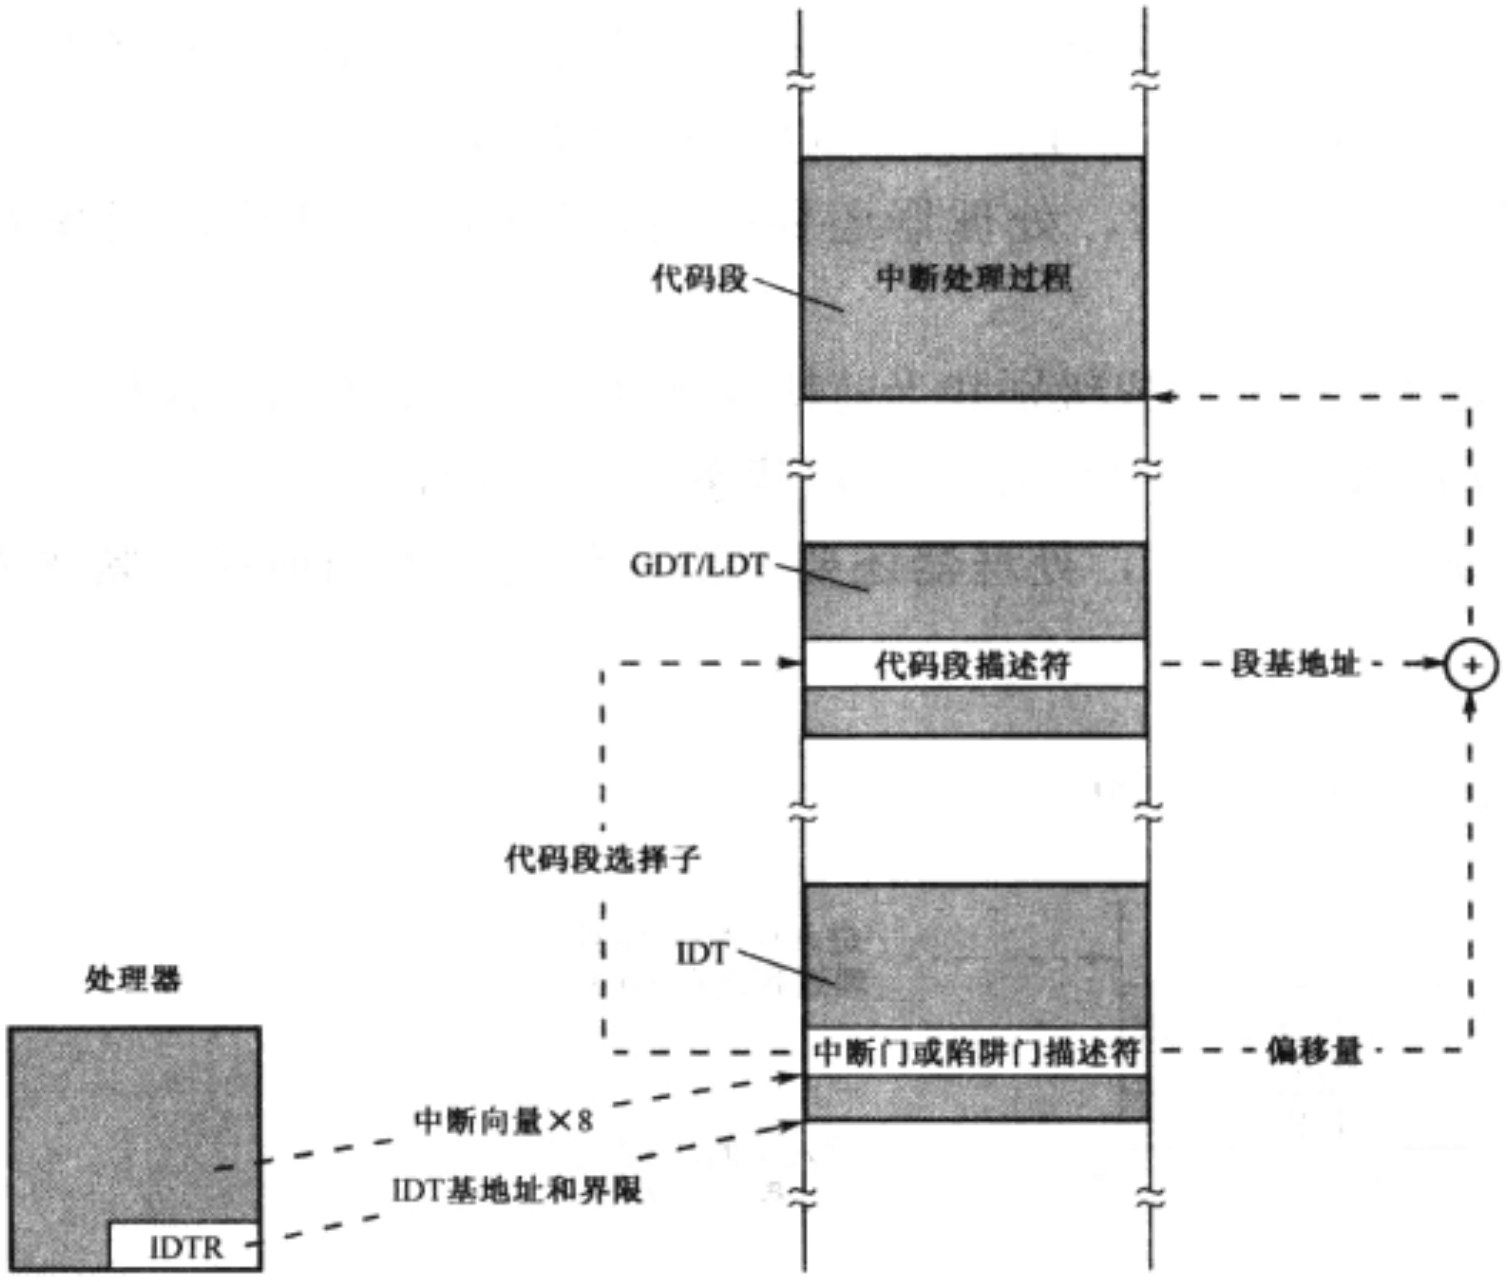 代码段
中断处理过程
GDT/LDT
代码段描述符
段基地址
+
代码段选择子
IDT
处理器
中断门或陷阱门描述符
偏移量
中断向量×8
IDT基地址和界限
IDTR